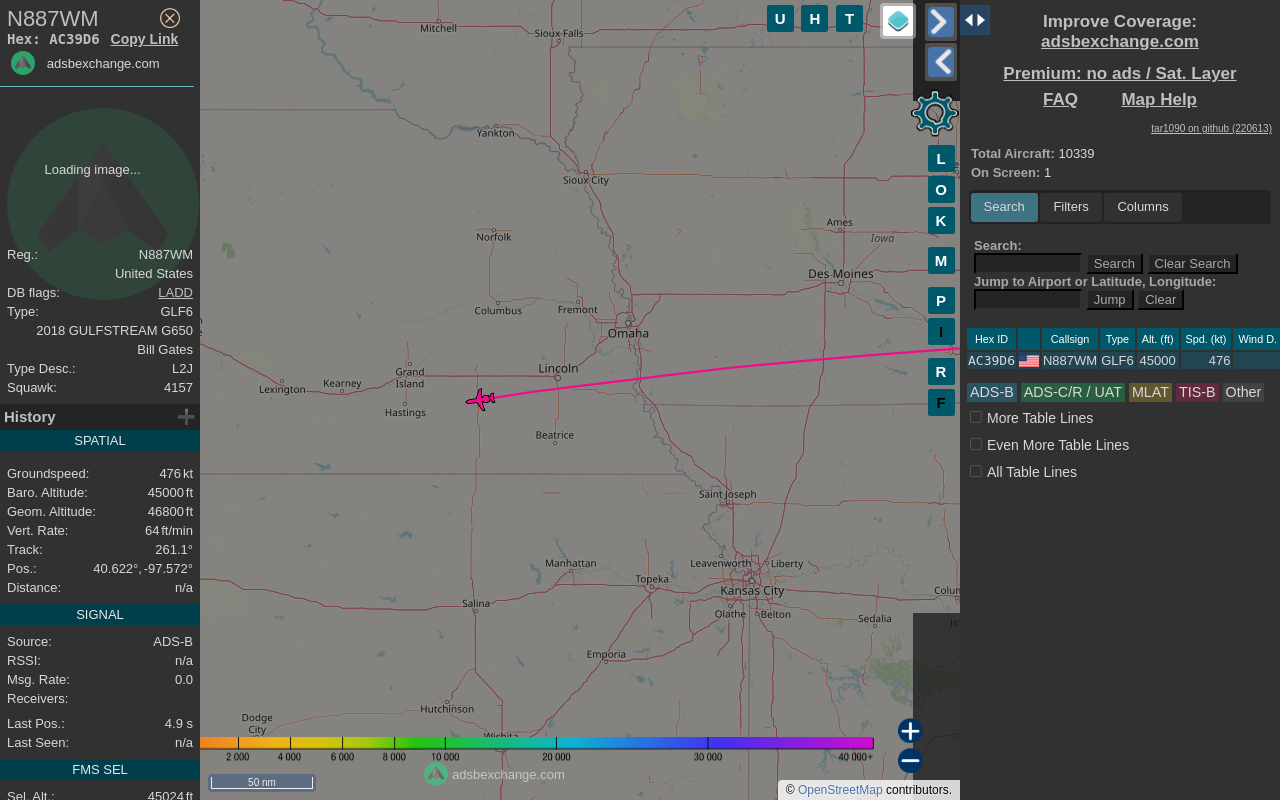 N887WM
Hex: AC39D6 Copy Link
adsbexchange.com
Loading image...
Reg.: N887WM
United States
DB flags: LADD
Type: GLF6
2018 GULFSTREAM G650
Bill Gates
Type Desc.: L2J
Squawk: 4157
History
SPATIAL
Groundspeed: 476 kt
Baro. Altitude: 45000 ft
Geom. Altitude: 46800 ft
Vert. Rate: 64 ft/min
Track: 261.1°
Pos.: 40.622°, -97.572°
Distance: n/a
SIGNAL
Source: ADS-B
RSSI: n/a
Msg. Rate: 0.0
Receivers:
Last Pos.: 4.9 s
Last Seen: n/a
FMS SEL
Sel. Alt.: 45024 ft
Mitchell
Sioux Falls
Yankton
Sioux City
Norfolk
Ames
Iowa
Des Moines
Columbus
Fremont
Omaha
Lincoln
Grand
Island
Kearney
Lexington
Hastings
Beatrice
Saint Joseph
Manhattan
Leavenworth
Liberty
Topeka
Kansas City
Salina
Olathe
Belton
Colum
Sedalia
Je
Emporia
Hutchinson
Dodge
City
Wichita
U H T
L
O
K
M
P
I
R
F
2 000 4 000 6 000 8 000 10 000 20 000 30 000 40 000+
50 nm
adsbexchange.com
© OpenStreetMap contributors.
Improve Coverage:
adsbexchange.com
Premium: no ads / Sat. Layer
FAQ Map Help
tar1090 on github (220613)
Total Aircraft: 10339
On Screen: 1
Search Filters Columns
Search:
Search Clear Search
Jump to Airport or Latitude, Longitude:
Jump Clear
Hex ID Callsign Type Alt. (ft) Spd. (kt) Wind D.
AC39D6 N887WM GLF6 45000 476
ADS-B ADS-C/R / UAT MLAT TIS-B Other
More Table Lines
Even More Table Lines
All Table Lines